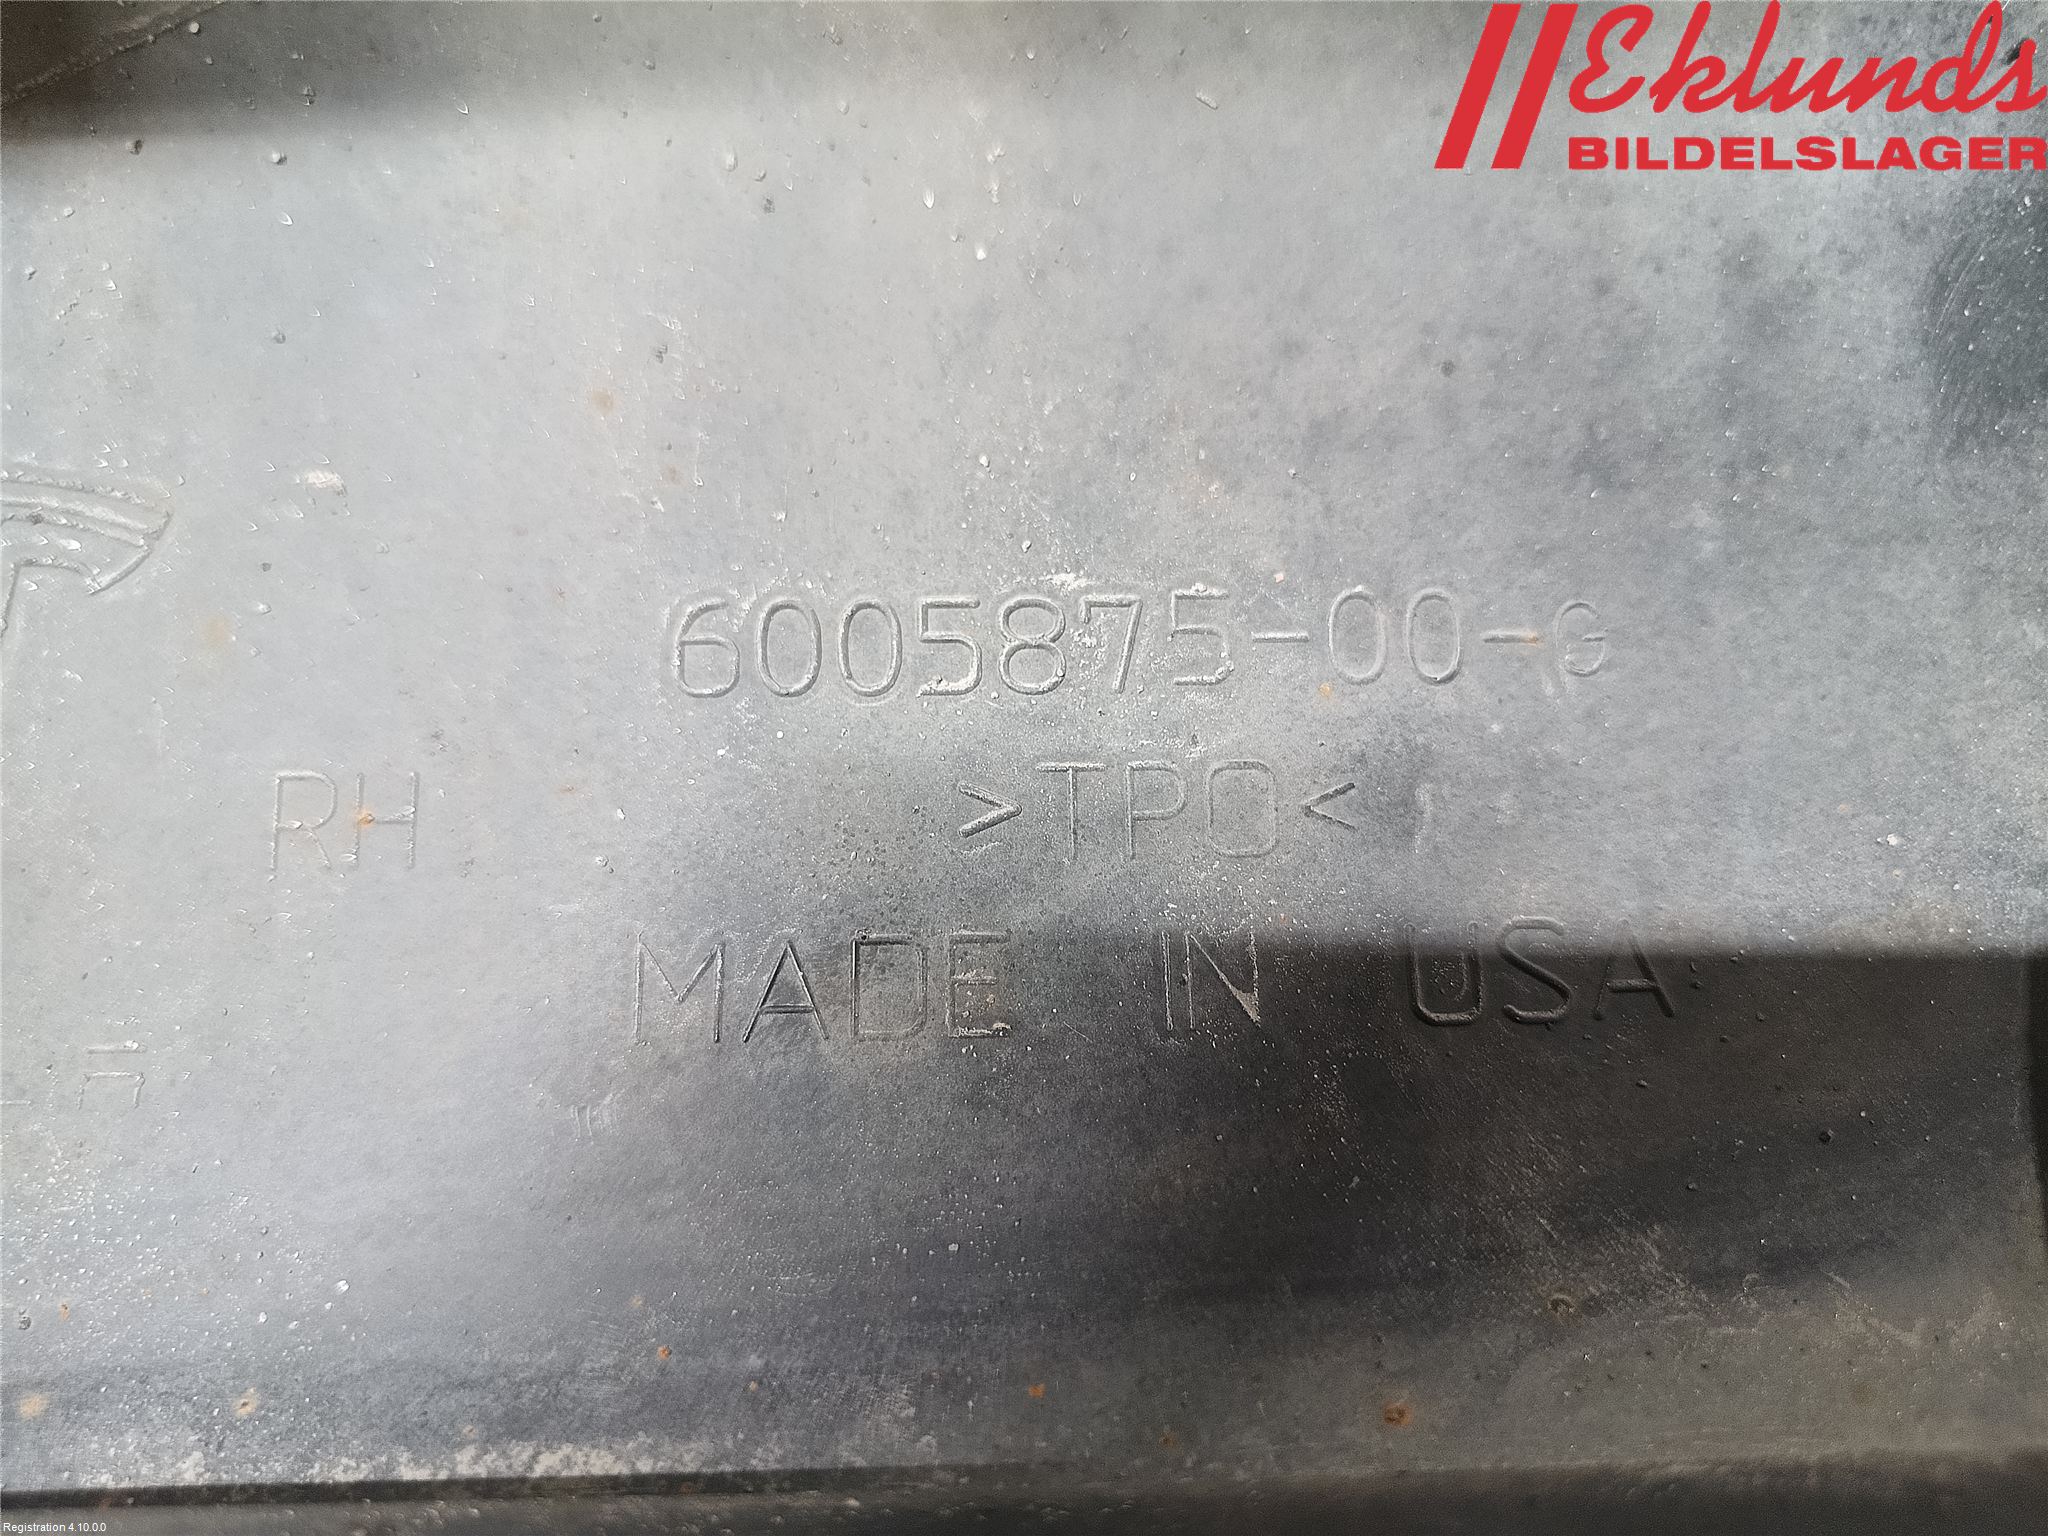 Eklunds
BILDELSLAGER
6005875-00-G
RH
>TPO<
MADE IN USA
Registration 4.10.0.0